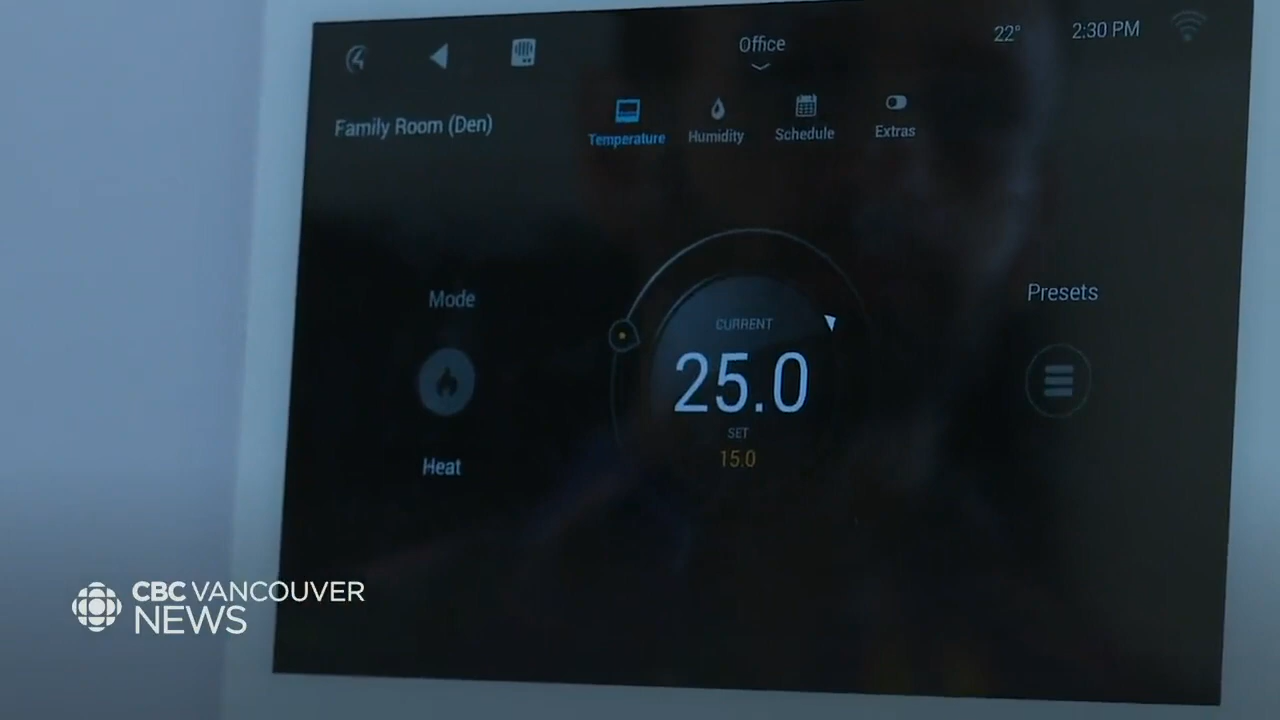 Office
22°
2:30 PM
Family Room (Den)
Temperature
Humidity
Schedule
Extras
Mode
Heat
CURRENT
25.0
SET
15.0
Presets
CBC VANCOUVER
NEWS